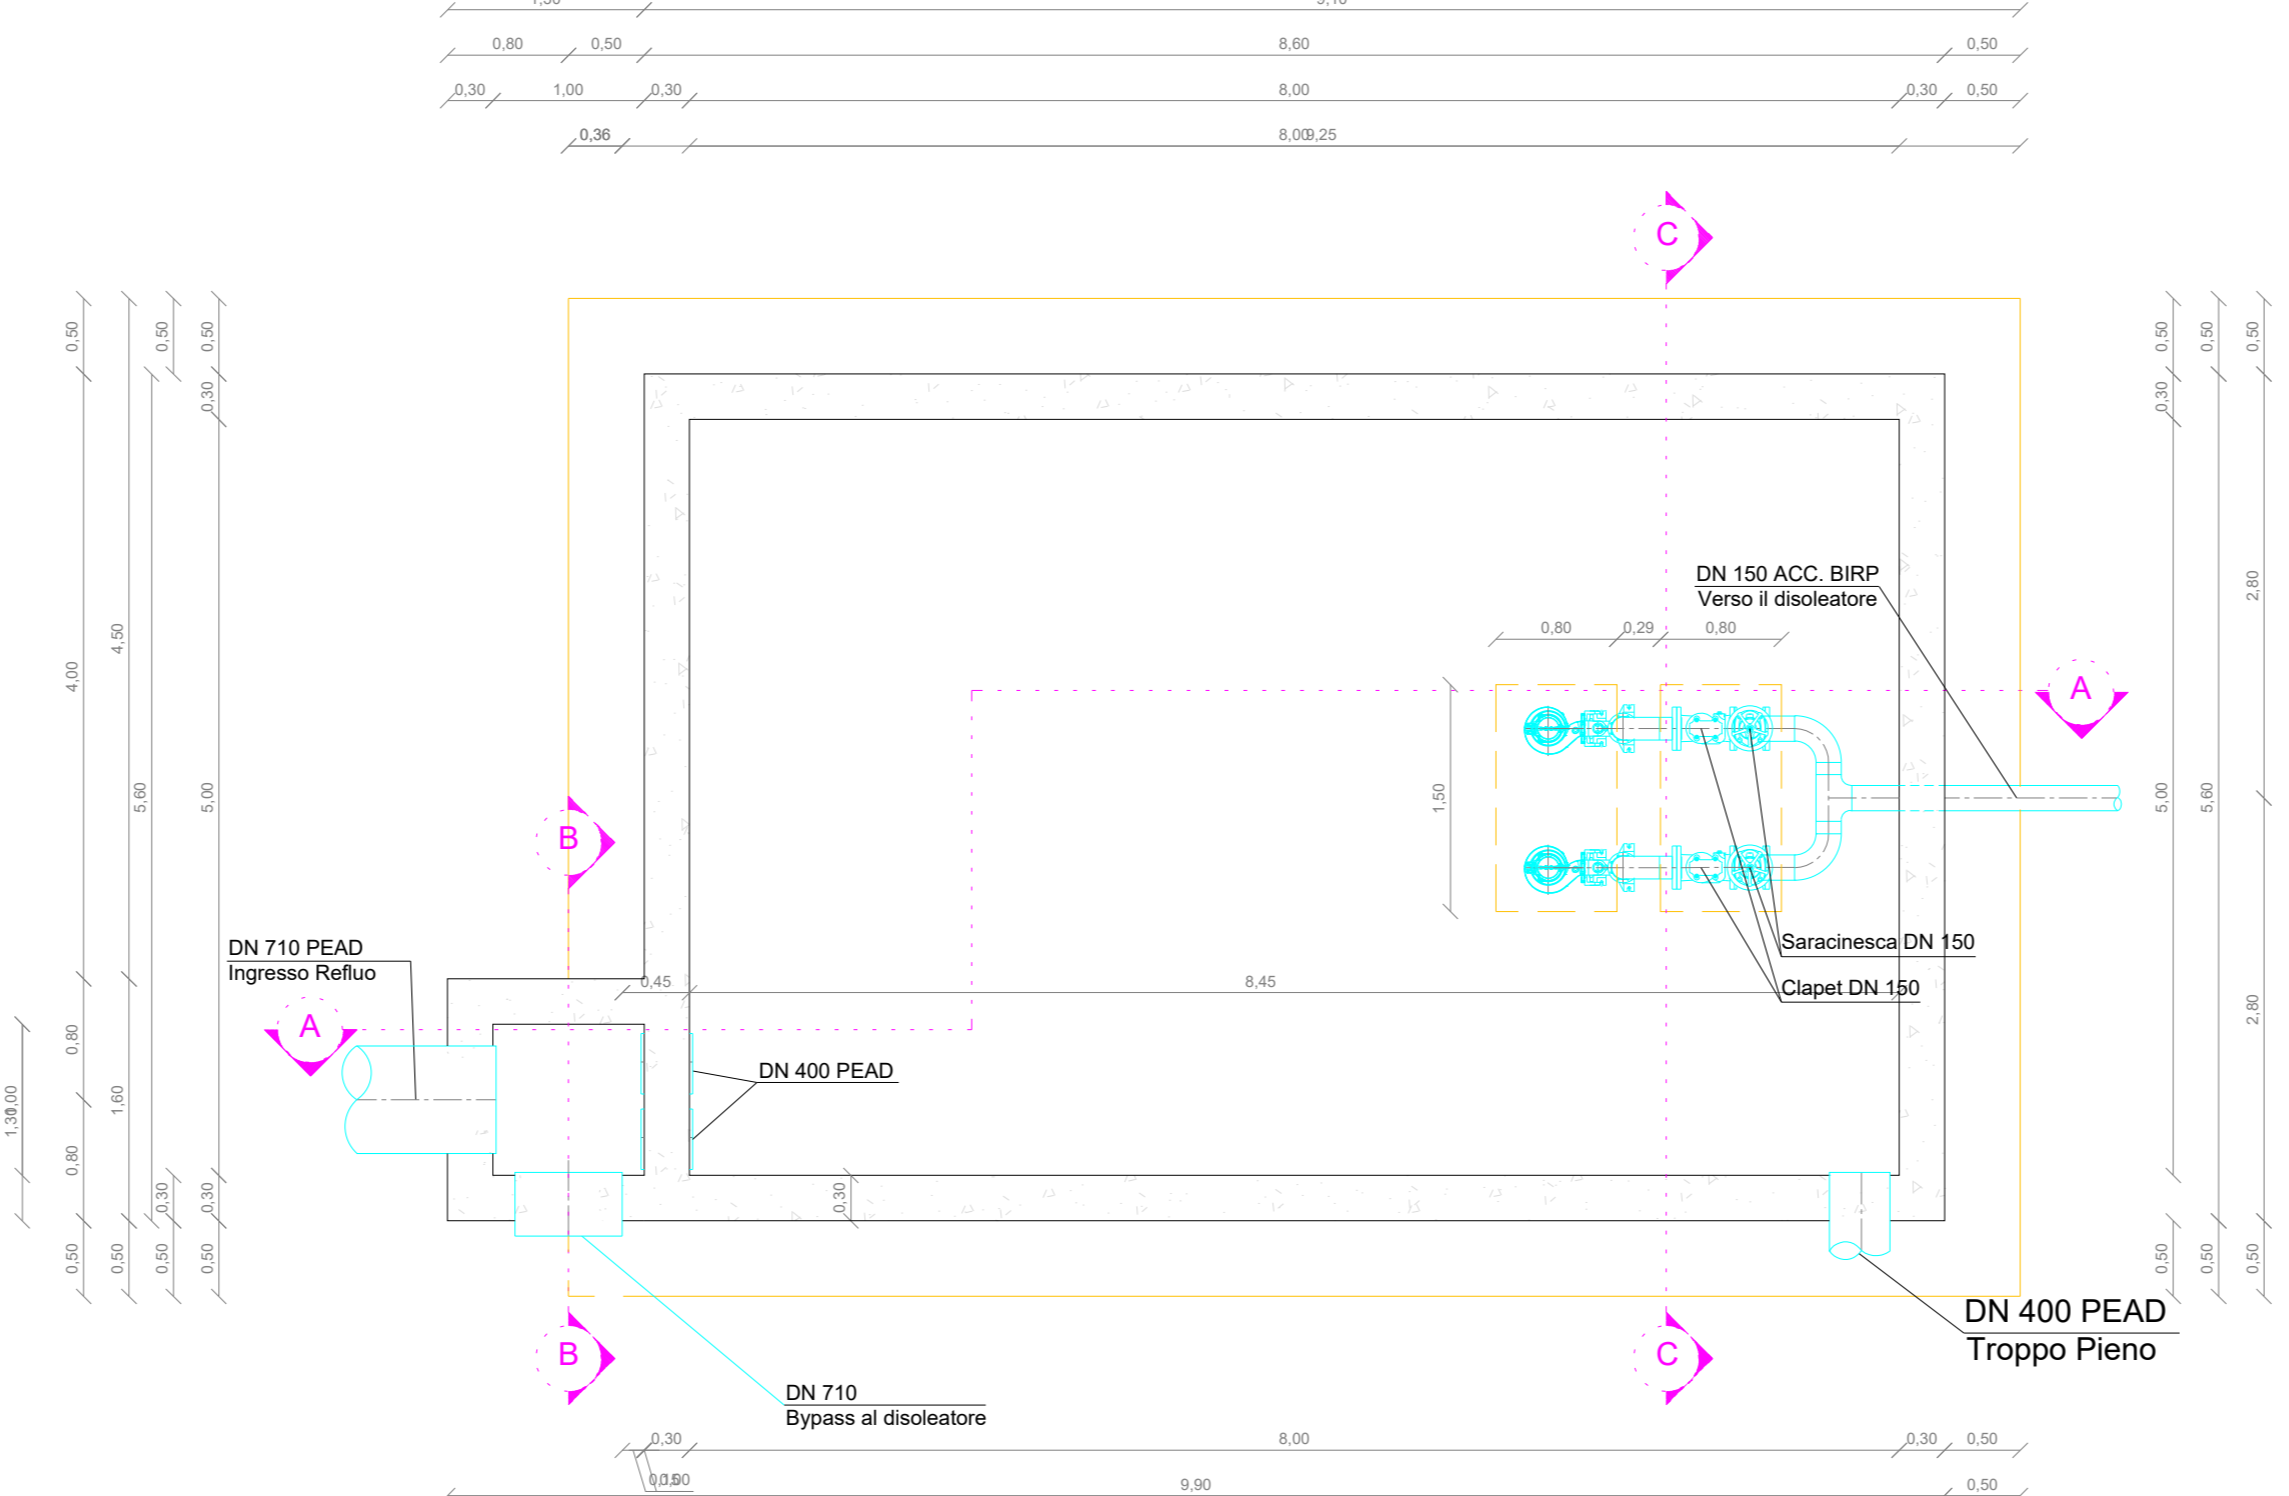 0,80 0,50 8,60 0,50
0,30 1,00 0,30 8,00 0,30 0,50
0,36 8,00 9,25
C
0,50 0,50 0,50 0,50 0,50 0,50
0,30 0,30
DN 150 ACC. BIRP
Verso il disoleatore
2,80
0,80 0,29 0,80
4,50
4,00
A
5,60 5,00 1,50 5,00 5,60
B
DN 710 PEAD
Ingresso Refluo
Saracinesca DN 150
0,45 8,45
Clapet DN 150
2,80
A
0,80
DN 400 PEAD
1,60
1,30
0,80
0,30 0,30 0,30
0,50 0,50 0,50 0,50 0,50 0,50 0,50
DN 400 PEAD
Troppo Pieno
B
C
DN 710
Bypass al disoleatore
0,30 8,00 0,30 0,50
9,90 0,50